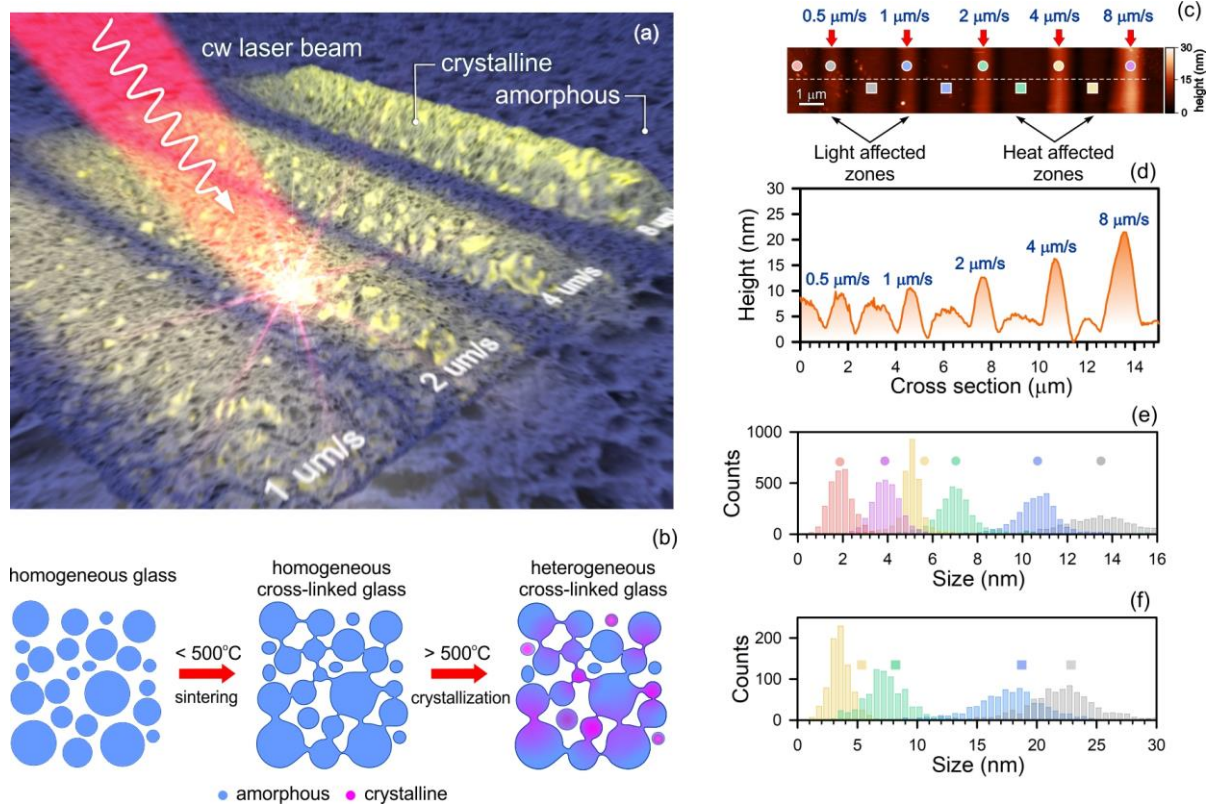 (a)
cw laser beam
crystalline
amorphous
8 µm/s
4 um/s
2 um/s
1 um/s
(b)
homogeneous glass
homogeneous
cross-linked glass
heterogeneous
cross-linked glass
< 500°C
sintering
> 500°C
crystallization
amorphous
crystalline
(c)
0.5 µm/s 1 µm/s 2 µm/s 4 µm/s 8 µm/s
1 µm
30
15
0
height (nm)
Light affected
zones
Heat affected
zones
(d)
30
25
20
15
10
5
0
Height (nm)
0.5 µm/s 1 µm/s 2 µm/s 4 µm/s 8 µm/s
0 2 4 6 8 10 12 14
Cross section (µm)
(e)
1000
500
0
Counts
0 2 4 6 8 10 12 14 16
Size (nm)
(f)
200
100
0
Counts
0 5 10 15 20 25 30
Size (nm)